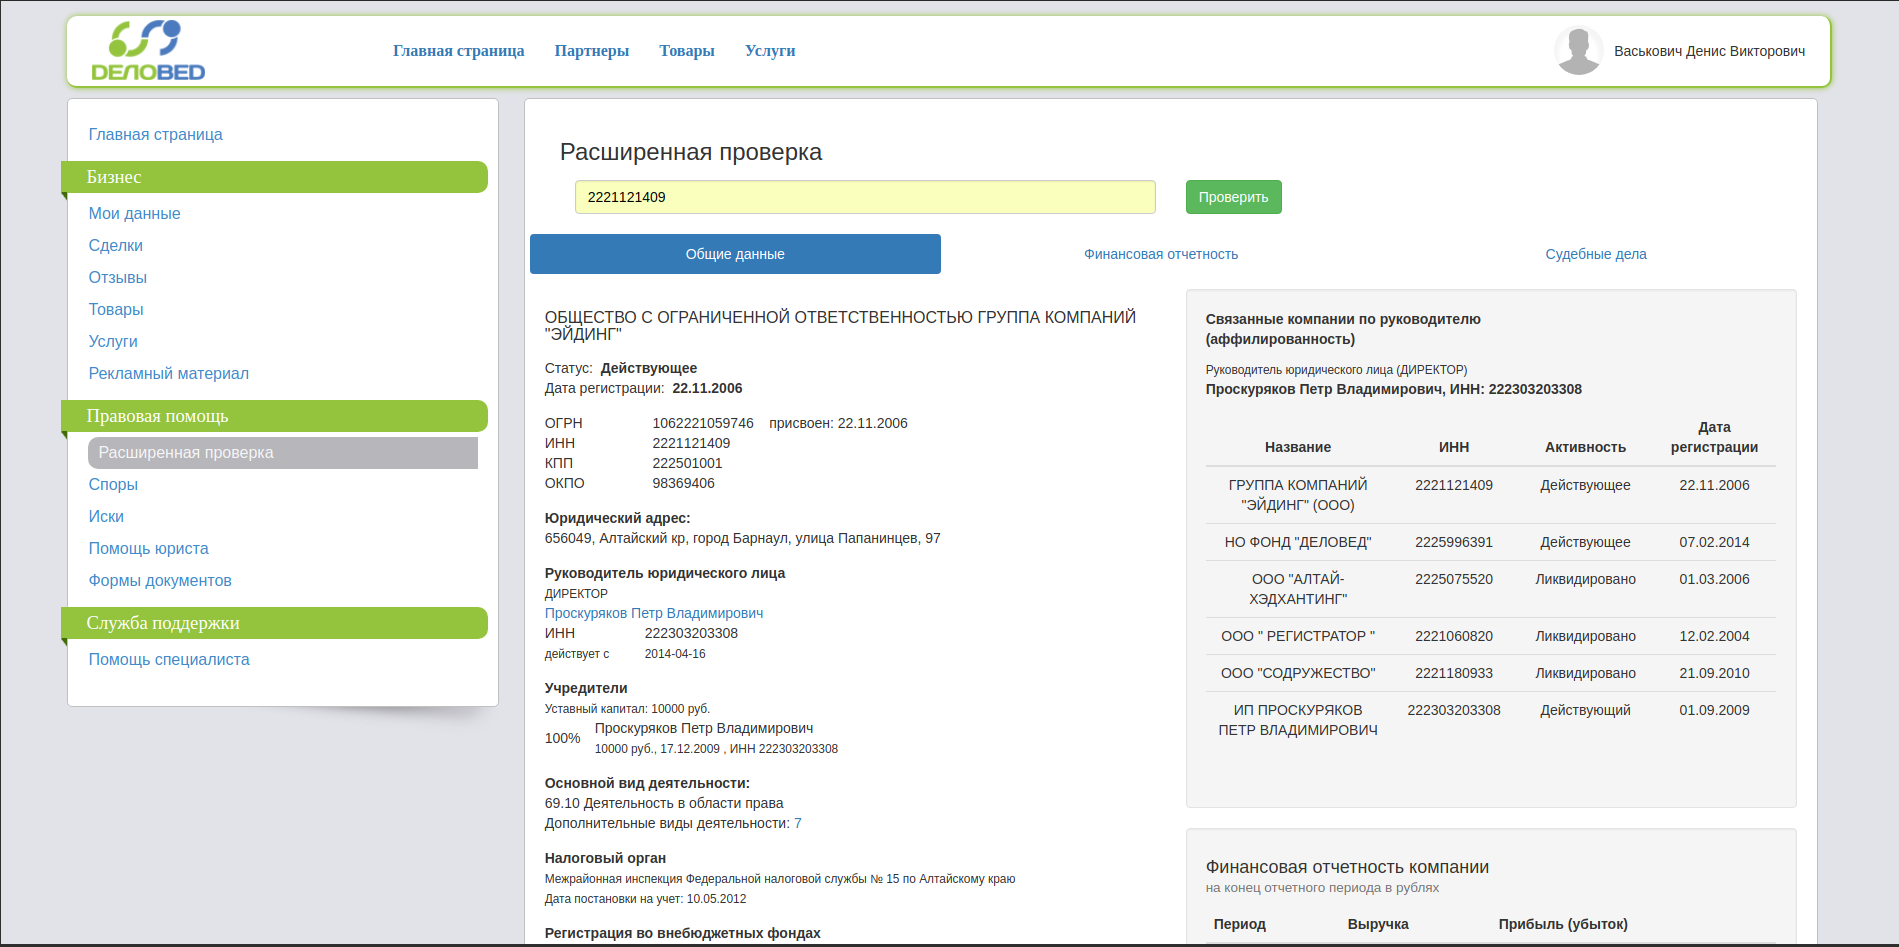 ДЕЛОВЕД
Главная страница Партнеры Товары Услуги
Васькович Денис Викторович
Главная страница
Бизнес
Мои данные
Сделки
Отзывы
Товары
Услуги
Рекламный материал
Правовая помощь
Расширенная проверка
Споры
Иски
Помощь юриста
Формы документов
Служба поддержки
Помощь специалиста
Расширенная проверка
2221121409 Проверить
Общие данные Финансовая отчетность Судебные дела
ОБЩЕСТВО С ОГРАНИЧЕННОЙ ОТВЕТСТВЕННОСТЬЮ ГРУППА КОМПАНИЙ
"ЭЙДИНГ"
Статус: Действующее
Дата регистрации: 22.11.2006
ОГРН 1062221059746 присвоен: 22.11.2006
ИНН 2221121409
КПП 222501001
ОКПО 98369406
Юридический адрес:
656049, Алтайский кр, город Барнаул, улица Папанинцев, 97
Руководитель юридического лица
ДИРЕКТОР
Проскуряков Петр Владимирович
ИНН 222303203308
действует с 2014-04-16
Учредители
Уставный капитал: 10000 руб.
100% Проскуряков Петр Владимирович
10000 руб., 17.12.2009 , ИНН 222303203308
Основной вид деятельности:
69.10 Деятельность в области права
Дополнительные виды деятельности: 7
Налоговый орган
Межрайонная инспекция Федеральной налоговой службы № 15 по Алтайскому краю
Дата постановки на учет: 10.05.2012
Регистрация во внебюджетных фондах
Связанные компании по руководителю
(аффилированность)
Руководитель юридического лица (ДИРЕКТОР)
Проскуряков Петр Владимирович, ИНН: 222303203308
Название ИНН Активность Дата
регистрации
ГРУППА КОМПАНИЙ 2221121409 Действующее 22.11.2006
"ЭЙДИНГ" (ООО)
НО ФОНД "ДЕЛОВЕД" 2225996391 Действующее 07.02.2014
ООО "АЛТАЙ- 2225075520 Ликвидировано 01.03.2006
ХЭДХАНТИНГ"
ООО " РЕГИСТРАТОР " 2221060820 Ликвидировано 12.02.2004
ООО "СОДРУЖЕСТВО" 2221180933 Ликвидировано 21.09.2010
ИП ПРОСКУРЯКОВ 222303203308 Действующий 01.09.2009
ПЕТР ВЛАДИМИРОВИЧ
Финансовая отчетность компании
на конец отчетного периода в рублях
Период Выручка Прибыль (убыток)